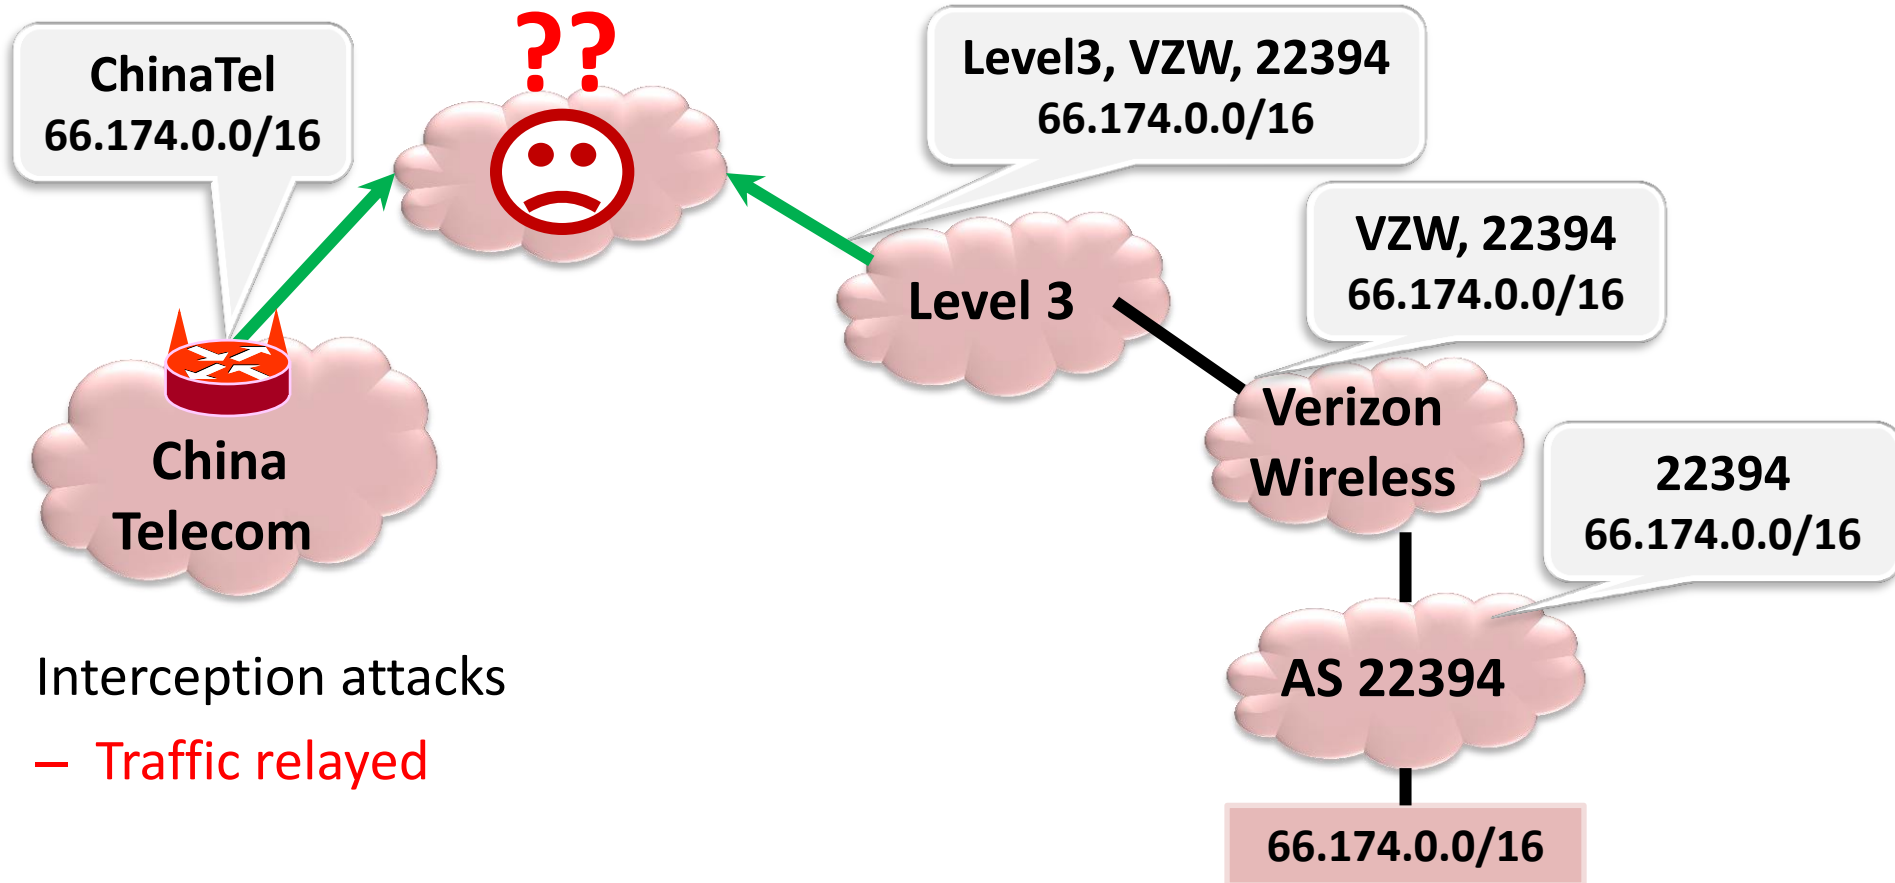 ??
ChinaTel
66.174.0.0/16
Level3, VZW, 22394
66.174.0.0/16
VZW, 22394
66.174.0.0/16
Level 3
Verizon
Wireless
China
Telecom
22394
66.174.0.0/16
AS 22394
66.174.0.0/16
Interception attacks
– Traffic relayed